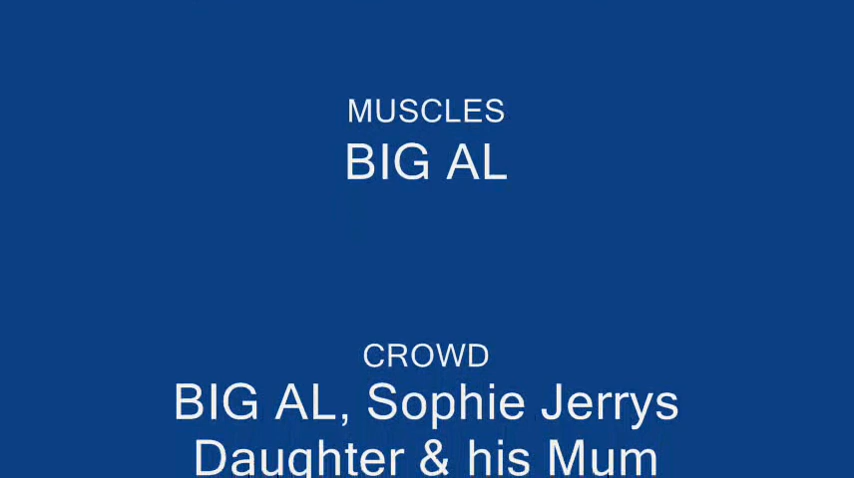 MUSCLES
BIG AL
CROWD
BIG AL, Sophie Jerrys
Daughter & his Mum